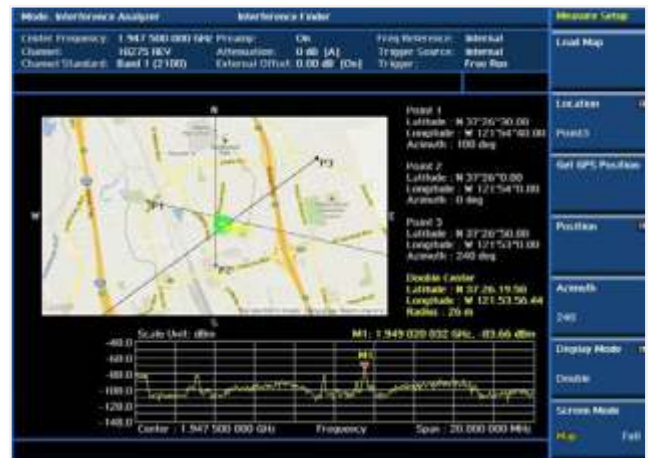 Mode: Interference Analyzer
Interference Finder
Measure Setup
Center Frequency: 1.947 500 000 GHz
Channel: 10275 REV
Channel Standard: Band 1 (2100)
Preamp: On
Attenuation: 0 dB [A]
External Offset: 0.00 dB [On]
Freq Reference: Internal
Trigger Source: Internal
Trigger: Free Run
Load Map
Location
Point3
Get GPS Position
Position
Azimuth
240
Display Mode
Double
Screen Mode
Map Full
N
W
E
S
P1
P2
P3
Point 1
Latitude : N 37°26"30.00
Longitude : W 121°54"40.00
Azimuth : 100 deg
Point 2
Latitude : N 37°26"0.00
Longitude : W 121°54"0.00
Azimuth : 0 deg
Point 3
Latitude : N 37°26"50.00
Longitude : W 121°53"0.00
Azimuth : 240 deg
Double Center
Latitude : N 37.26.19.50
Longitude : W 121.53.56.44
Radius : 26 m
Scale Unit: dBm
M1: 1.949 020 032 GHz, -83.66 dBm
M1
-40.0
-60.0
-80.0
-100.0
-120.0
-140.0
Center : 1.947 500 000 GHz
Frequency
Span : 20.000 000 MHz